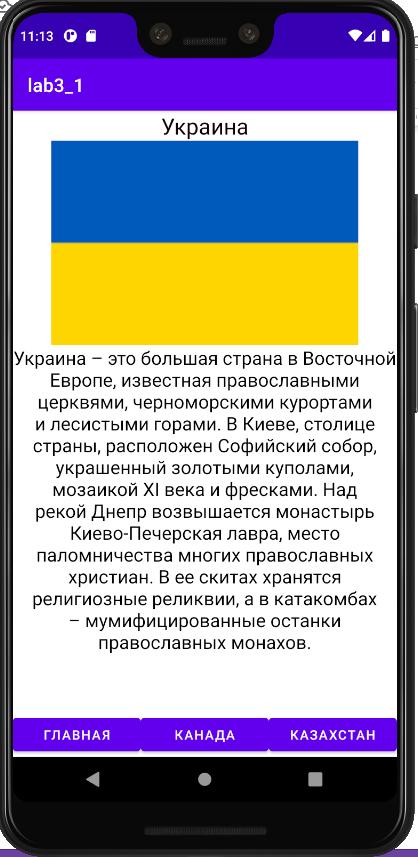 11:13
lab3_1
Украина
Украина – это большая страна в Восточной
Европе, известная православными
церквями, черноморскими курортами
и лесистыми горами. В Киеве, столице
страны, расположен Софийский собор,
украшенный золотыми куполами,
мозаикой XI века и фресками. Над
рекой Днепр возвышается монастырь
Киево-Печерская лавра, место
паломничества многих православных
христиан. В ее скитах хранятся
религиозные реликвии, а в катакомбах
– мумифицированные останки
православных монахов.
ГЛАВНАЯ КАНАДА КАЗАХСТАН